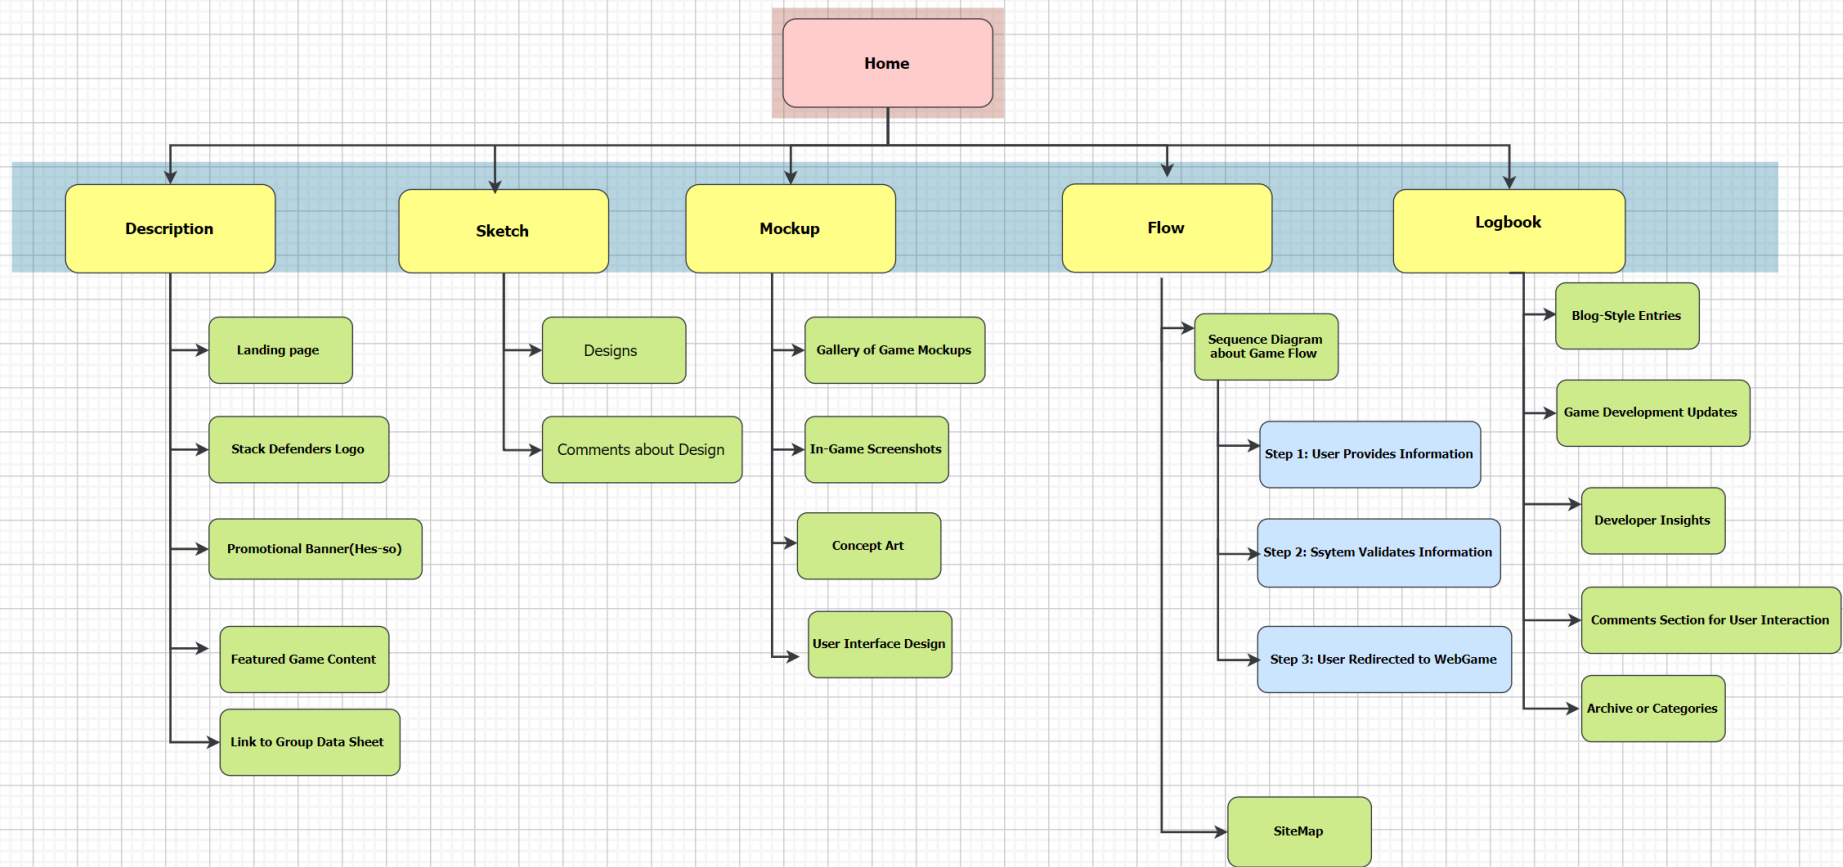 Home
Description
Sketch
Mockup
Flow
Logbook
Landing page
Stack Defenders Logo
Promotional Banner(Hes-so)
Featured Game Content
Link to Group Data Sheet
Designs
Comments about Design
Gallery of Game Mockups
In-Game Screenshots
Concept Art
User Interface Design
Sequence Diagram
about Game Flow
Step 1: User Provides Information
Step 2: Ssytem Validates Information
Step 3: User Redirected to WebGame
SiteMap
Blog-Style Entries
Game Development Updates
Developer Insights
Comments Section for User Interaction
Archive or Categories